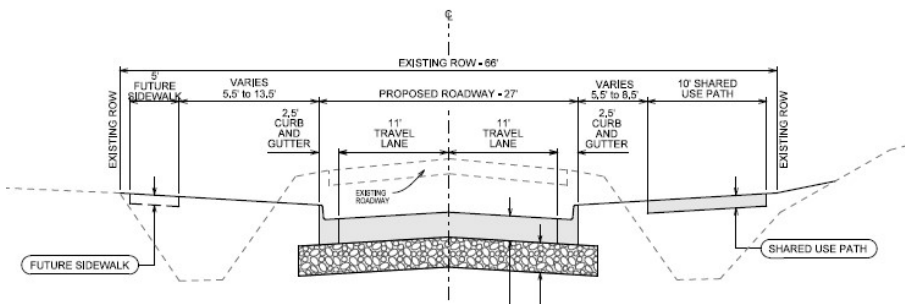 ℄
EXISTING ROW - 66'
5'
FUTURE
SIDEWALK
VARIES
5.5' to 13.5'
PROPOSED ROADWAY - 27'
VARIES
5.5' to 8.5'
10' SHARED
USE PATH
EXISTING ROW
2.5'
CURB
AND
GUTTER
11'
TRAVEL
LANE
11'
TRAVEL
LANE
2.5'
CURB
AND
GUTTER
EXISTING ROW
EXISTING
ROADWAY
FUTURE SIDEWALK
SHARED USE PATH